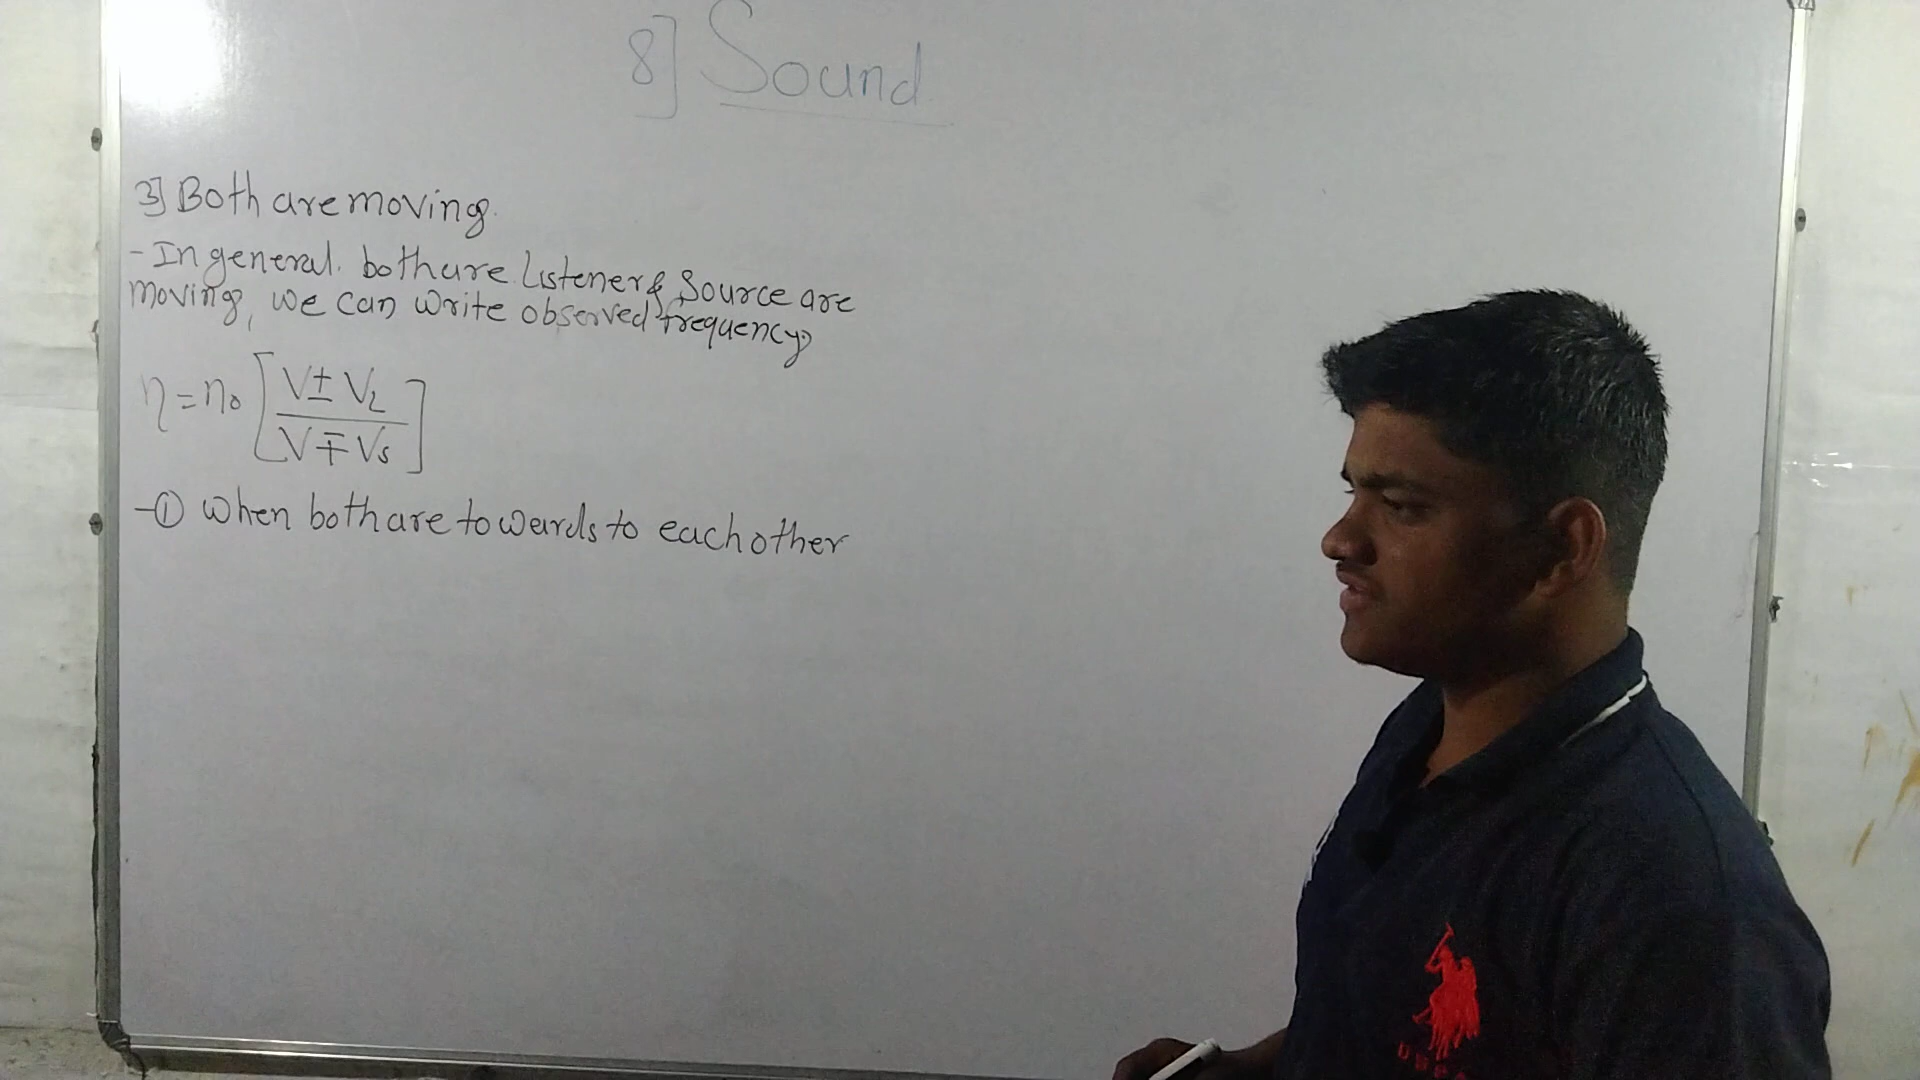 8] Sound
3] Both are moving.
- In general. both are Listener & Source are
moving, we can write observed frequency.
n = n₀ [V ± V_L / V ∓ V_S]
- ① when both are towards to each other